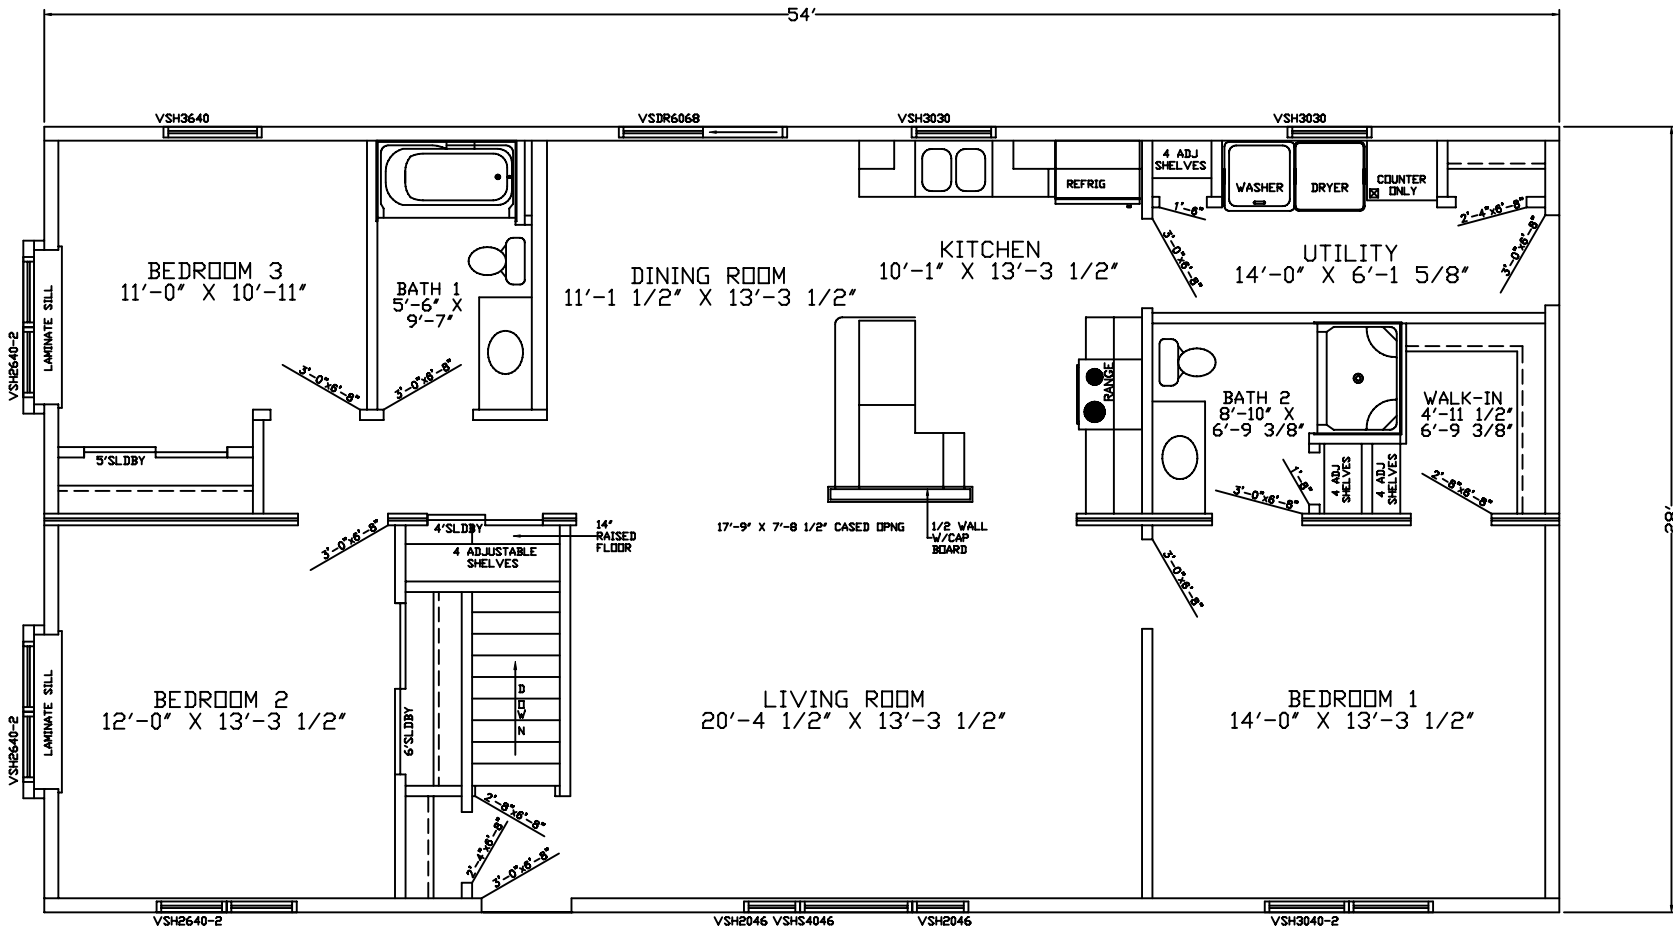 54'
VSH3640
VSDR6068
VSH3030
VSH3030
4 ADJ
SHELVES
WASHER
DRYER
COUNTER
ONLY
REFRIG
1'-6"
2'-4"x6'-8"
3'-0"x6'-8"
3'-0"x6'-8"
KITCHEN
10'-1" X 13'-3 1/2"
UTILITY
14'-0" X 6'-1 5/8"
BEDROOM 3
11'-0" X 10'-11"
BATH 1
5'-6" X
9'-7"
DINING ROOM
11'-1 1/2" X 13'-3 1/2"
LAMINATE SILL
VSH2640-2
3'-0"x6'-8"
3'-0"x6'-8"
RANGE
BATH 2
8'-10" X
6'-9 3/8"
WALK-IN
4'-11 1/2"
6'-9 3/8"
5'SLDBY
4 ADJ
SHELVES
4 ADJ
SHELVES
1'-8"
2'-8"x6'-8"
3'-0"x6'-8"
28'
3'-0"x6'-8"
4'SLDBY
4 ADJUSTABLE
SHELVES
14"
RAISED
FLOOR
17'-9" X 7'-8 1/2" CASED OPNG
1/2 WALL
W/CAP
BOARD
3'-0"x6'-8"
BEDROOM 2
12'-0" X 13'-3 1/2"
LAMINATE SILL
VSH2640-2
6'SLDBY
DOWN
LIVING ROOM
20'-4 1/2" X 13'-3 1/2"
BEDROOM 1
14'-0" X 13'-3 1/2"
2'-8"x6'-8"
2'-4"x6'-8"
3'-0"x6'-8"
VSH2640-2
VSH2046 VSHS4046
VSH2046
VSH3040-2